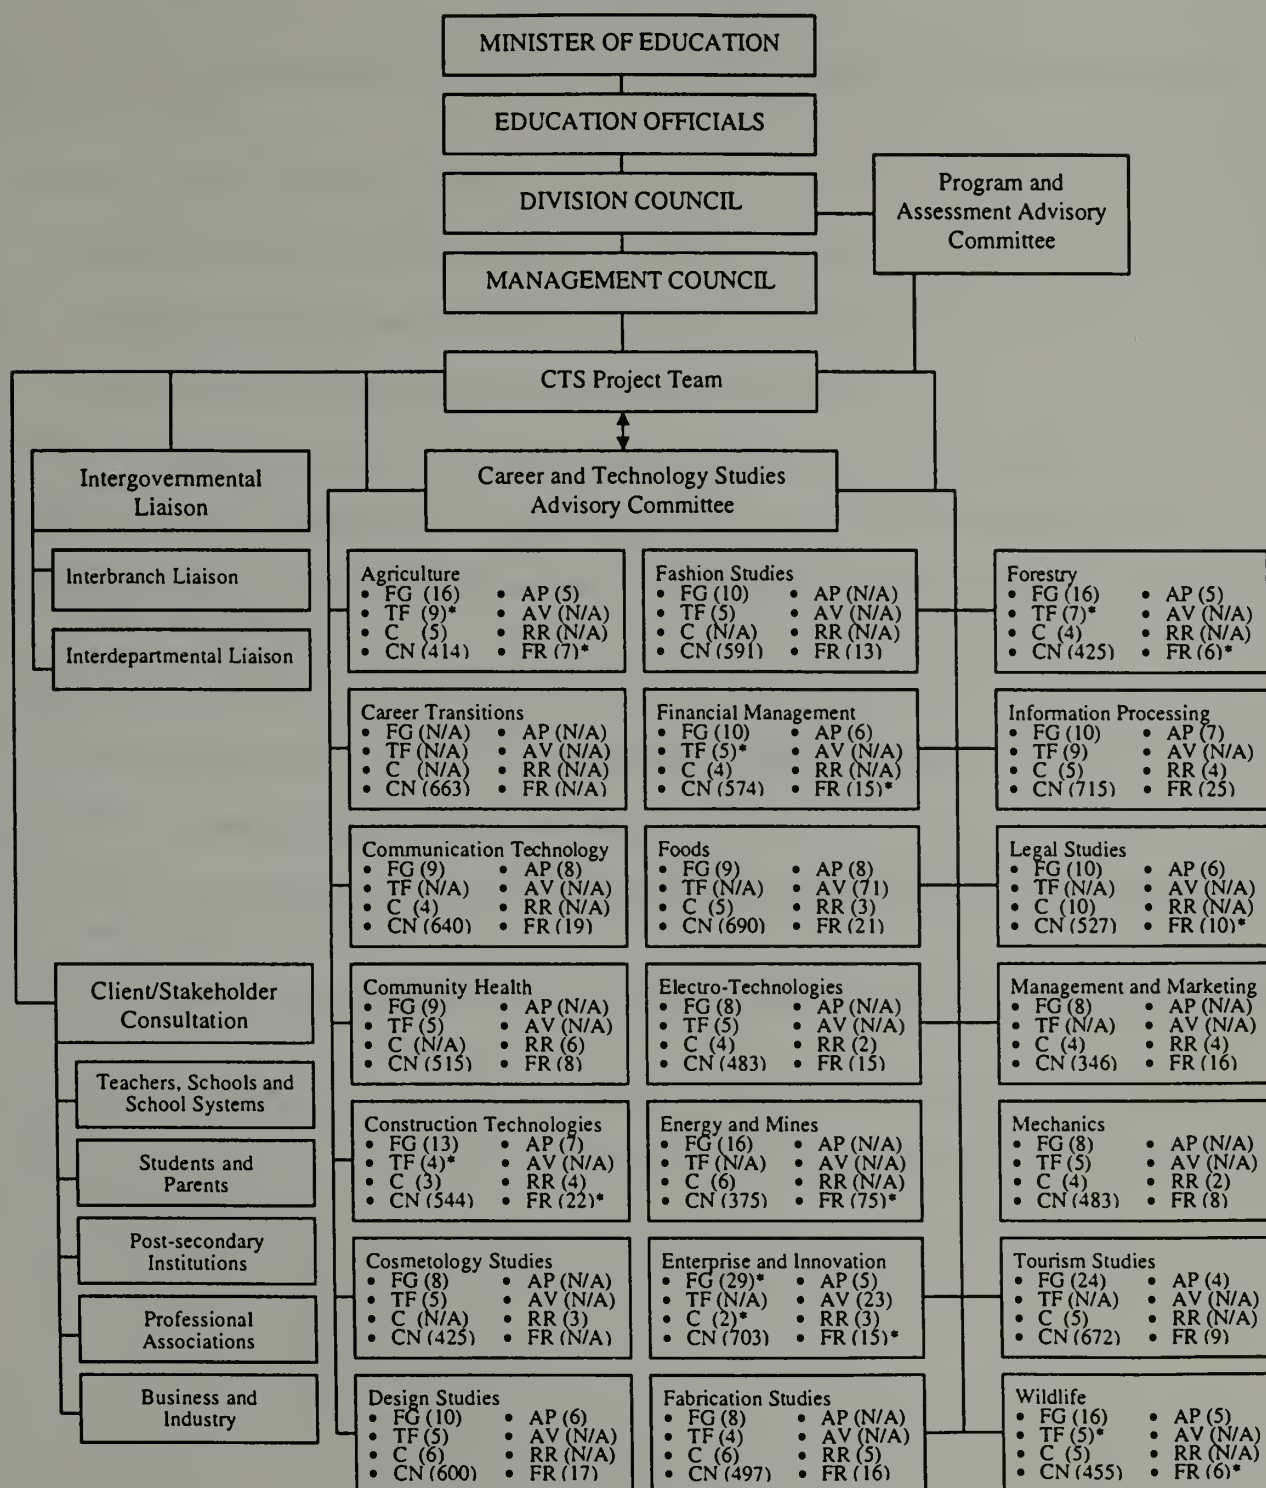 MINISTER OF EDUCATION
EDUCATION OFFICIALS
DIVISION COUNCIL
Program and
Assessment Advisory
Committee
MANAGEMENT COUNCIL
CTS Project Team
Intergovernmental
Liaison
Interbranch Liaison
Interdepartmental Liaison
Career and Technology Studies
Advisory Committee
Client/Stakeholder
Consultation
Teachers, Schools and
School Systems
Students and
Parents
Post-secondary
Institutions
Professional
Associations
Business and
Industry
Agriculture
• FG (16) • AP (5)
• TF (9)* • AV (N/A)
• C (5) • RR (N/A)
• CN (414) • FR (7)*
Fashion Studies
• FG (10) • AP (N/A)
• TF (5) • AV (N/A)
• C (N/A) • RR (N/A)
• CN (591) • FR (13)
Forestry
• FG (16) • AP (5)
• TF (7)* • AV (N/A)
• C (4) • RR (N/A)
• CN (425) • FR (6)*
Career Transitions
• FG (N/A) • AP (N/A)
• TF (N/A) • AV (N/A)
• C (N/A) • RR (N/A)
• CN (663) • FR (N/A)
Financial Management
• FG (10) • AP (6)
• TF (5)* • AV (N/A)
• C (4) • RR (N/A)
• CN (574) • FR (15)*
Information Processing
• FG (10) • AP (7)
• TF (9) • AV (N/A)
• C (5) • RR (4)
• CN (715) • FR (25)
Communication Technology
• FG (9) • AP (8)
• TF (N/A) • AV (N/A)
• C (4) • RR (N/A)
• CN (640) • FR (19)
Foods
• FG (9) • AP (8)
• TF (N/A) • AV (71)
• C (5) • RR (3)
• CN (690) • FR (21)
Legal Studies
• FG (10) • AP (6)
• TF (N/A) • AV (N/A)
• C (10) • RR (N/A)
• CN (527) • FR (10)*
Community Health
• FG (9) • AP (N/A)
• TF (5) • AV (N/A)
• C (N/A) • RR (6)
• CN (515) • FR (8)
Electro-Technologies
• FG (8) • AP (N/A)
• TF (5) • AV (N/A)
• C (4) • RR (2)
• CN (483) • FR (15)
Management and Marketing
• FG (8) • AP (N/A)
• TF (N/A) • AV (N/A)
• C (4) • RR (4)
• CN (346) • FR (16)
Construction Technologies
• FG (13) • AP (7)
• TF (4)* • AV (N/A)
• C (3) • RR (4)
• CN (544) • FR (22)*
Energy and Mines
• FG (16) • AP (N/A)
• TF (N/A) • AV (N/A)
• C (6) • RR (N/A)
• CN (375) • FR (75)*
Mechanics
• FG (8) • AP (N/A)
• TF (5) • AV (N/A)
• C (4) • RR (2)
• CN (483) • FR (8)
Cosmetology Studies
• FG (8) • AP (N/A)
• TF (5) • AV (N/A)
• C (N/A) • RR (3)
• CN (425) • FR (N/A)
Enterprise and Innovation
• FG (29)* • AP (5)
• TF (N/A) • AV (23)
• C (2)* • RR (3)
• CN (703) • FR (15)*
Tourism Studies
• FG (24) • AP (4)
• TF (N/A) • AV (N/A)
• C (5) • RR (N/A)
• CN (672) • FR (9)
Design Studies
• FG (10) • AP (6)
• TF (5) • AV (N/A)
• C (6) • RR (N/A)
• CN (600) • FR (17)
Fabrication Studies
• FG (8) • AP (N/A)
• TF (4) • AV (N/A)
• C (6) • RR (5)
• CN (497) • FR (16)
Wildlife
• FG (16) • AP (5)
• TF (5)* • AV (N/A)
• C (5) • RR (N/A)
• CN (455) • FR (6)*